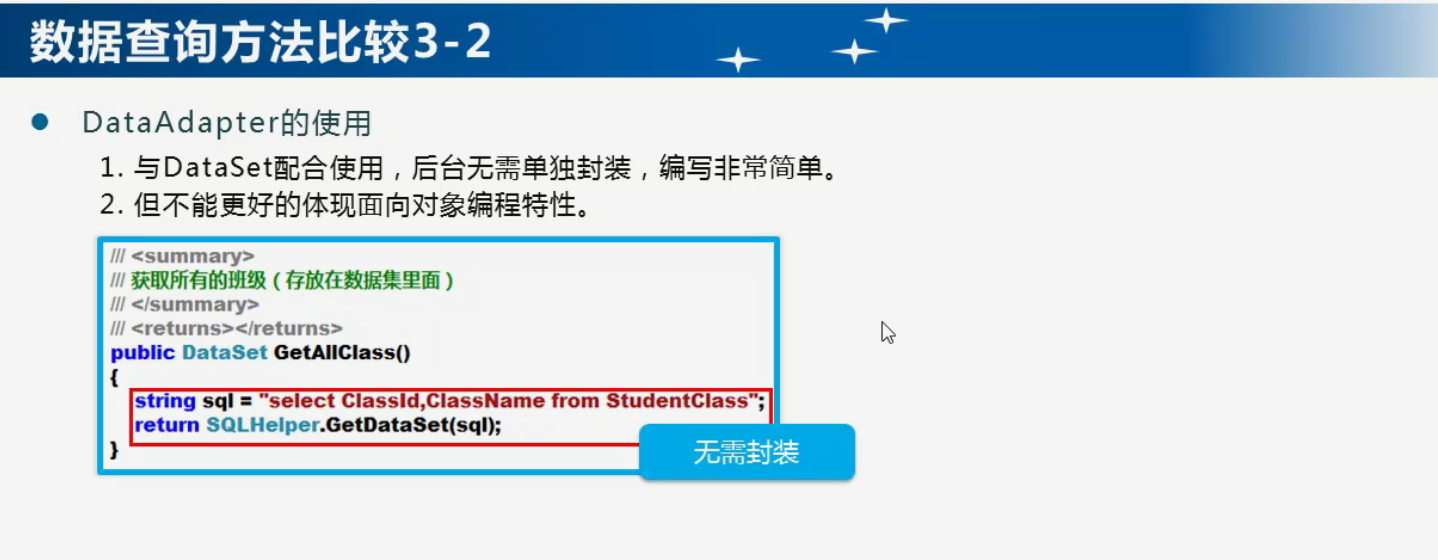 数据查询方法比较3-2
DataAdapter的使用
1. 与DataSet配合使用，后台无需单独封装，编写非常简单。
2. 但不能更好的体现面向对象编程特性。
/// <summary>
/// 获取所有的班级（存放在数据集里面）
/// </summary>
/// <returns></returns>
public DataSet GetAllClass()
{
string sql = "select ClassId,ClassName from StudentClass";
return SQLHelper.GetDataSet(sql);
}
无需封装